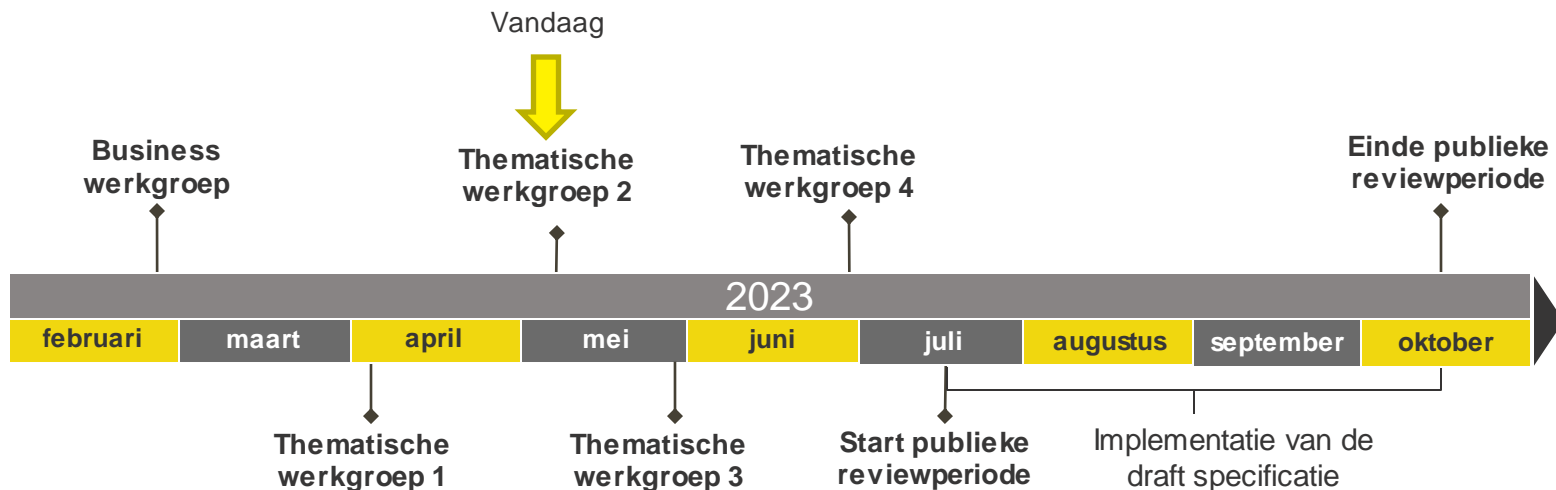 Vandaag
Business
werkgroep
Thematische
werkgroep 2
Thematische
werkgroep 4
Einde publieke
reviewperiode
2023
februari
maart
april
mei
juni
juli
augustus
september
oktober
Thematische
werkgroep 1
Thematische
werkgroep 3
Start publieke
reviewperiode
Implementatie van de
draft specificatie